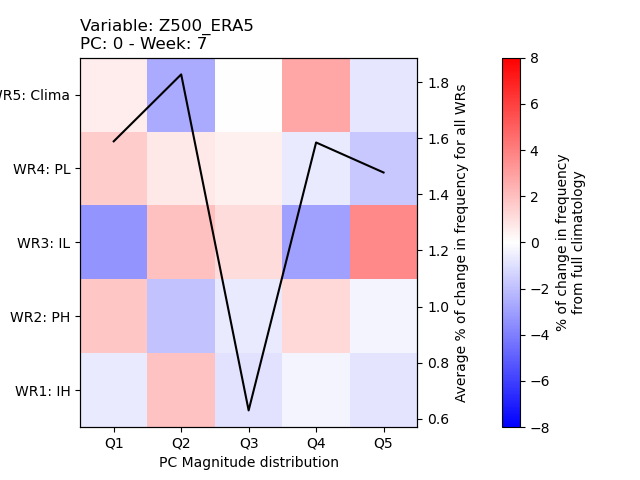 Variable: Z500_ERA5
PC: 0 - Week: 7
WR5: Clima
WR4: PL
WR3: IL
WR2: PH
WR1: IH
Q1 Q2 Q3 Q4 Q5
PC Magnitude distribution
1.8
1.6
1.4
1.2
1.0
0.8
0.6
Average % of change in frequency for all WRs
8
6
4
2
0
−2
−4
−6
−8
% of change in frequency
from full climatology